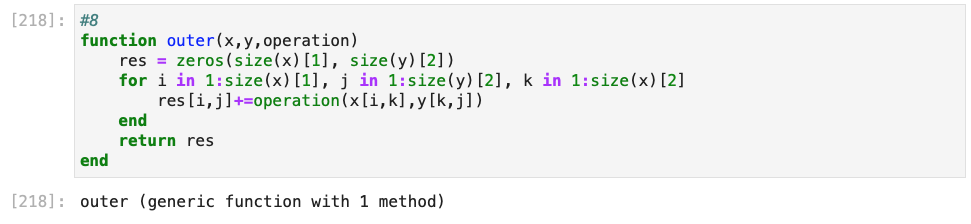 [218]: #8
function outer(x,y,operation)
    res = zeros(size(x)[1], size(y)[2])
    for i in 1:size(x)[1], j in 1:size(y)[2], k in 1:size(x)[2]
        res[i,j]+=operation(x[i,k],y[k,j])
    end
    return res
end
[218]: outer (generic function with 1 method)